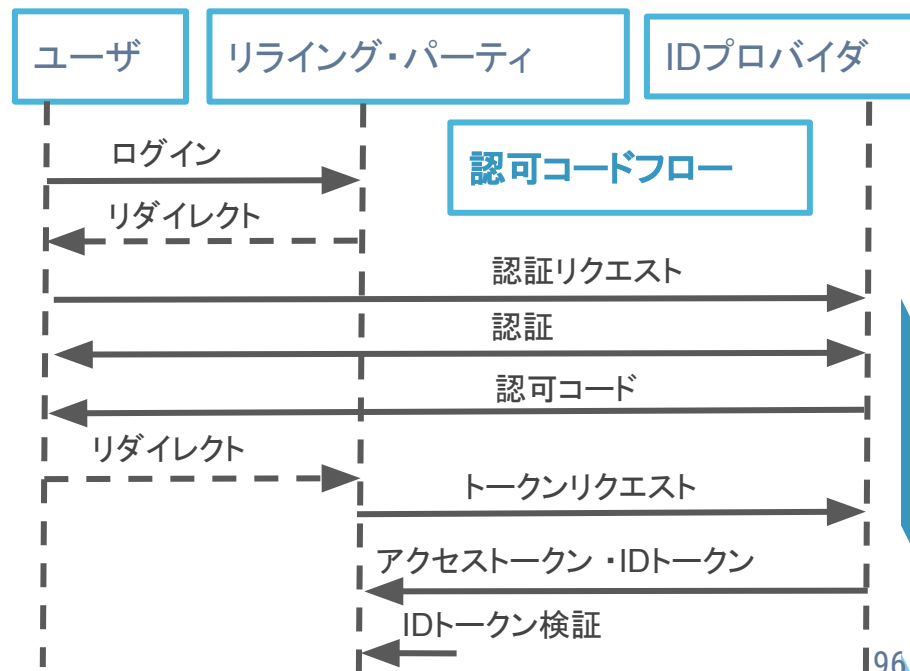 ユーザ
リライング・パーティ
IDプロバイダ
認可コードフロー
ログイン
リダイレクト
認証リクエスト
認証
認可コード
リダイレクト
トークンリクエスト
アクセストークン ・IDトークン
IDトークン検証
96